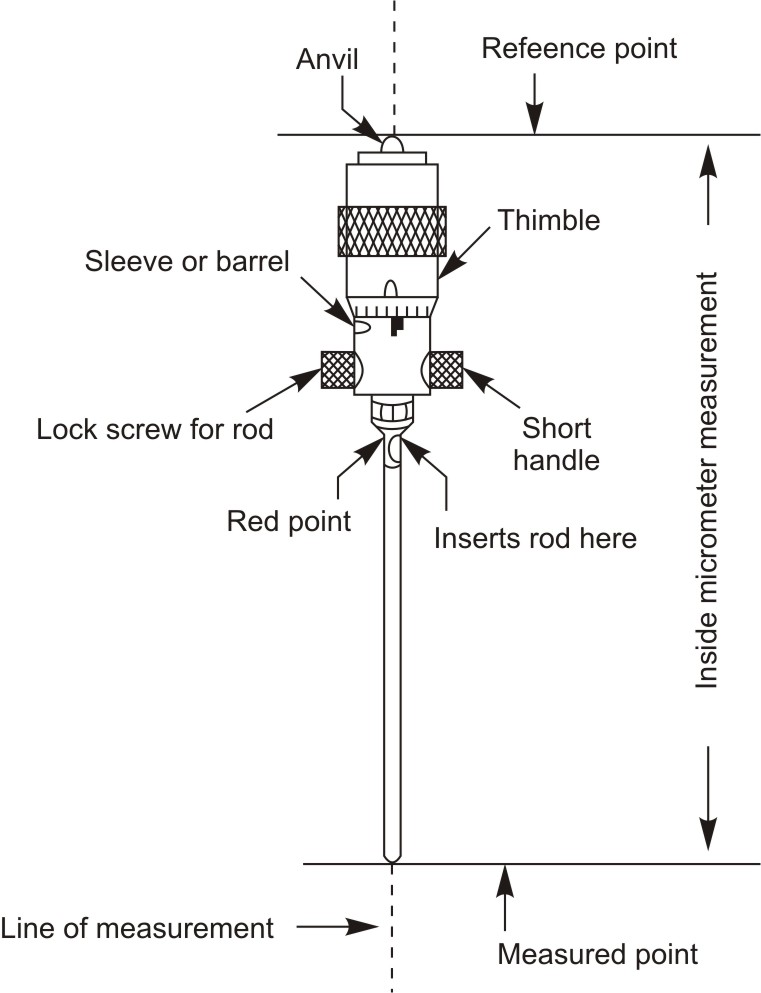 Refeence point
Anvil
Thimble
Sleeve or barrel
Inside micrometer measurement
Lock screw for rod
Short
handle
Red point
Inserts rod here
Line of measurement
Measured point